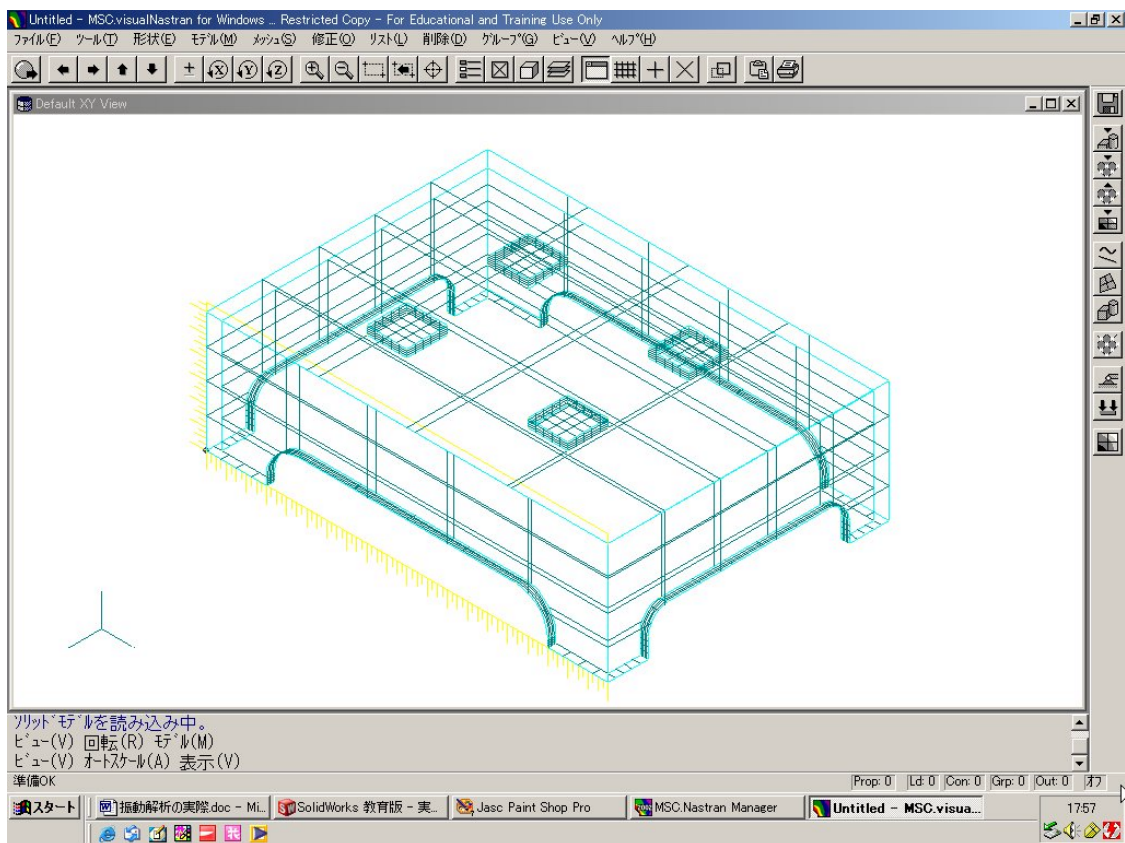 Untitled - MSC.visualNastran for Windows ... Restricted Copy - For Educational and Training Use Only
ファイル(F) ツール(T) 形状(E) モデル(M) メッシュ(S) 修正(O) リスト(L) 削除(D) グループ(G) ビュー(V) ヘルプ(H)
Default XY View
ソリッドモデルを読み込み中。
ビュー(V) 回転(R) モデル(M)
ビュー(V) オートスケール(A) 表示(V)
準備OK Prop: 0 Ld: 0 Con: 0 Grp: 0 Out: 0 オフ
スタート 振動解析の実際.doc - Mi... SolidWorks 教育版 - 実... Jasc Paint Shop Pro MSC.Nastran Manager Untitled - MSC.visua... 17:57